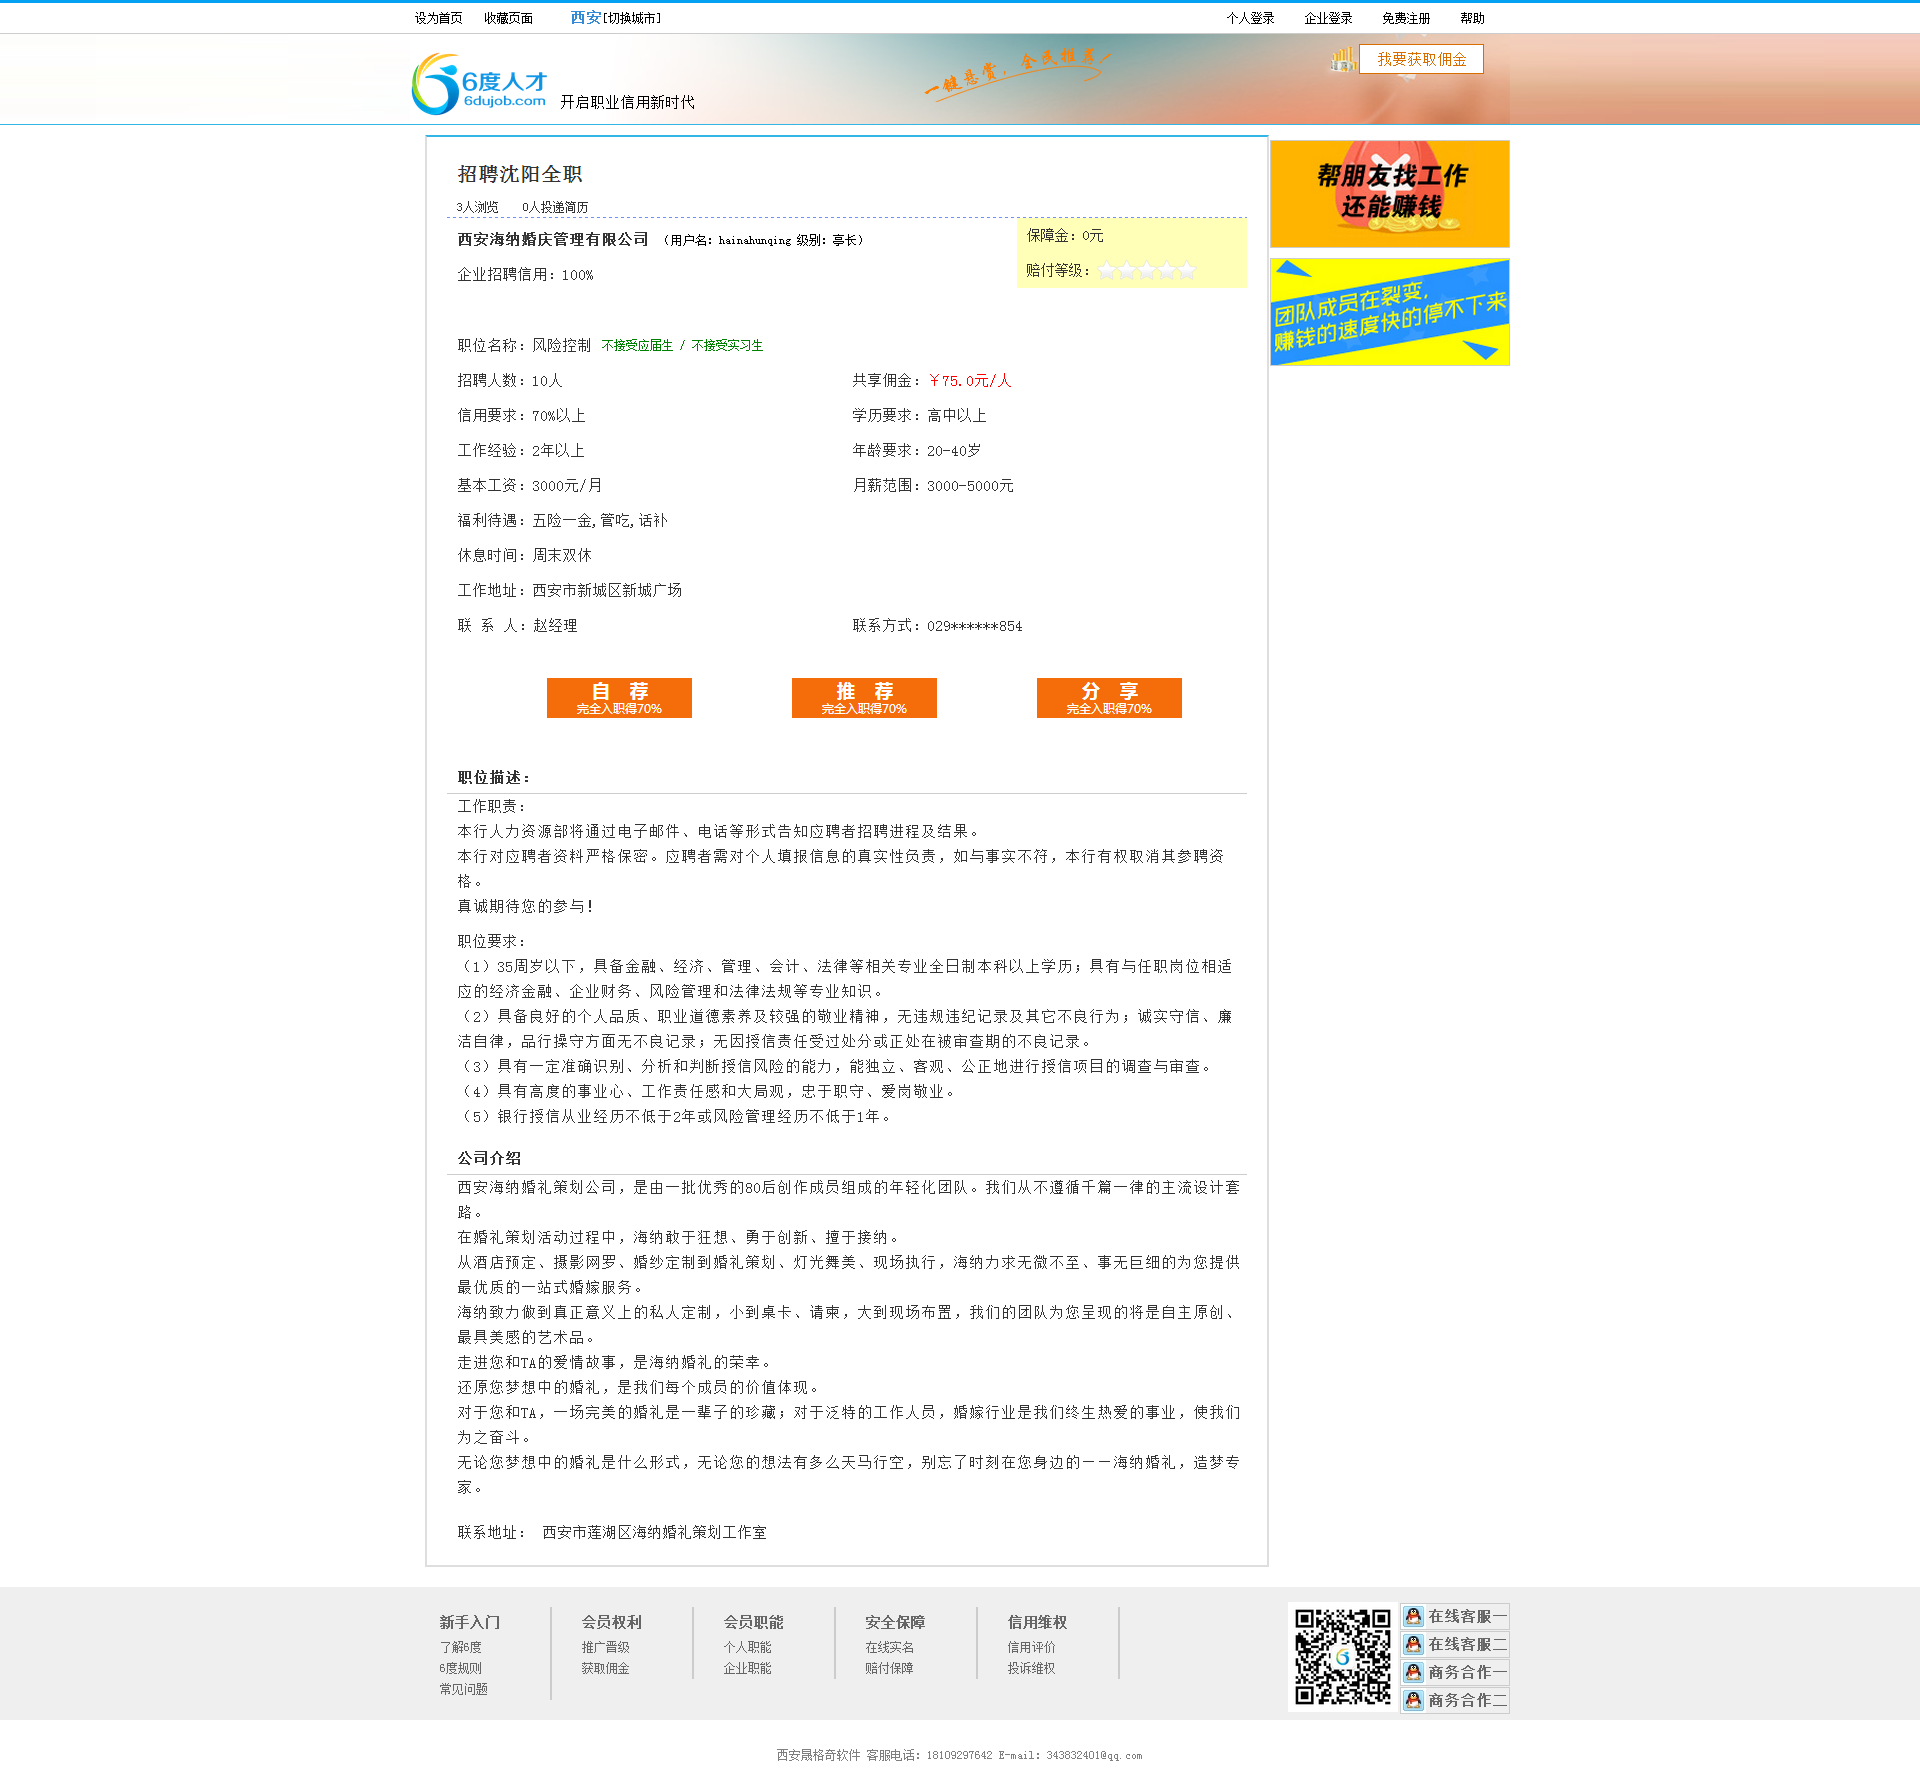 设为首页 收藏页面 西安[切换城市] 个人登录 企业登录 免费注册 帮助
6度人才
6dujob.com
开启职业信用新时代
一键悬赏,全民推荐!
我要获取佣金
招聘沈阳全职
3人浏览 0人投递简历
西安海纳婚庆管理有限公司 (用户名:hainahunqing 级别:亭长)
保障金:0元
企业招聘信用:100%
赔付等级:
帮朋友找工作
还能赚钱
团队成员在裂变,
赚钱的速度快的停不下来
职位名称:风险控制 不接受应届生 / 不接受实习生
招聘人数:10人 共享佣金:￥75.0元/人
信用要求:70%以上 学历要求:高中以上
工作经验:2年以上 年龄要求:20-40岁
基本工资:3000元/月 月薪范围:3000-5000元
福利待遇:五险一金,管吃,话补
休息时间:周末双休
工作地址:西安市新城区新城广场
联 系 人:赵经理 联系方式:029******854
自 荐 推 荐 分 享
完全入职得70% 完全入职得70% 完全入职得70%
职位描述:
工作职责:
本行人力资源部将通过电子邮件、电话等形式告知应聘者招聘进程及结果。
本行对应聘者资料严格保密。应聘者需对个人填报信息的真实性负责,如与事实不符,本行有权取消其参聘资
格。
真诚期待您的参与!
职位要求:
(1)35周岁以下,具备金融、经济、管理、会计、法律等相关专业全日制本科以上学历;具有与任职岗位相适
应的经济金融、企业财务、风险管理和法律法规等专业知识。
(2)具备良好的个人品质、职业道德素养及较强的敬业精神,无违规违纪记录及其它不良行为;诚实守信、廉
洁自律,品行操守方面无不良记录;无因授信责任受过处分或正处在被审查期的不良记录。
(3)具有一定准确识别、分析和判断授信风险的能力,能独立、客观、公正地进行授信项目的调查与审查。
(4)具有高度的事业心、工作责任感和大局观,忠于职守、爱岗敬业。
(5)银行授信从业经历不低于2年或风险管理经历不低于1年。
公司介绍
西安海纳婚礼策划公司,是由一批优秀的80后创作成员组成的年轻化团队。我们从不遵循千篇一律的主流设计套
路。
在婚礼策划活动过程中,海纳敢于狂想、勇于创新、擅于接纳。
从酒店预定、摄影网罗、婚纱定制到婚礼策划、灯光舞美、现场执行,海纳力求无微不至、事无巨细的为您提供
最优质的一站式婚嫁服务。
海纳致力做到真正意义上的私人定制,小到桌卡、请柬,大到现场布置,我们的团队为您呈现的将是自主原创、
最具美感的艺术品。
走进您和TA的爱情故事,是海纳婚礼的荣幸。
还原您梦想中的婚礼,是我们每个成员的价值体现。
对于您和TA,一场完美的婚礼是一辈子的珍藏;对于泛特的工作人员,婚嫁行业是我们终生热爱的事业,使我们
为之奋斗。
无论您梦想中的婚礼是什么形式,无论您的想法有多么天马行空,别忘了时刻在您身边的——海纳婚礼,造梦专
家。
联系地址: 西安市莲湖区海纳婚礼策划工作室
新手入门 会员权利 会员职能 安全保障 信用维权
了解6度 推广晋级 个人职能 在线实名 信用评价
6度规则 获取佣金 企业职能 赔付保障 投诉维权
常见问题
在线客服一
在线客服二
商务合作一
商务合作二
西安晟格奇软件 客服电话:18109297642 E-mail:343832401@qq.com